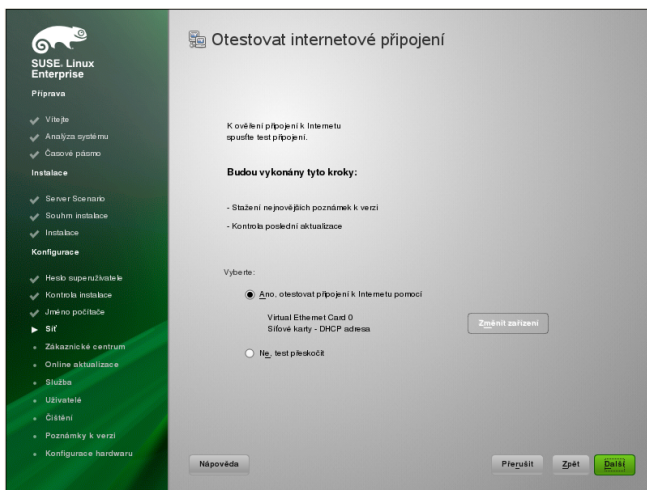 SUSE® Linux
Enterprise
Příprava
Vítejte
Analýza systému
Časové pásmo
Instalace
Server Scenario
Souhrn instalace
Instalace
Konfigurace
Heslo superuživatele
Kontrola instalace
Jméno počítače
Síť
Zákaznické centrum
Online aktualizace
Služba
Uživatelé
Čištění
Poznámky k verzi
Konfigurace hardwaru
Otestovat internetové připojení
K ověření připojení k Internetu
spusťte test připojení.
Budou vykonány tyto kroky:
- Stažení nejnovějších poznámek k verzi
- Kontrola poslední aktualizace
Vyberte:
Ano, otestovat připojení k Internetu pomocí
Virtual Ethernet Card 0
Síťové karty - DHCP adresa
Změnit zařízení
Ne, test přeskočit
Nápověda
Přerušit
Zpět
Další